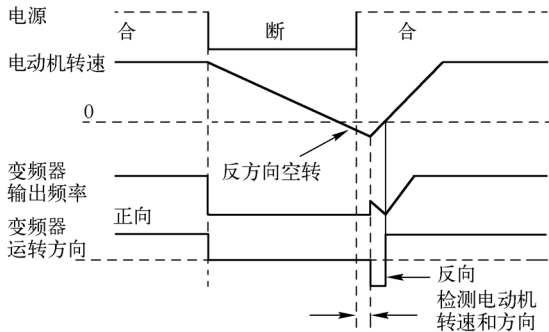 电源
合
断
合
电动机转速
0
反方向空转
变频器
输出频率
正向
变频器
运转方向
反向
检测电动机
转速和方向